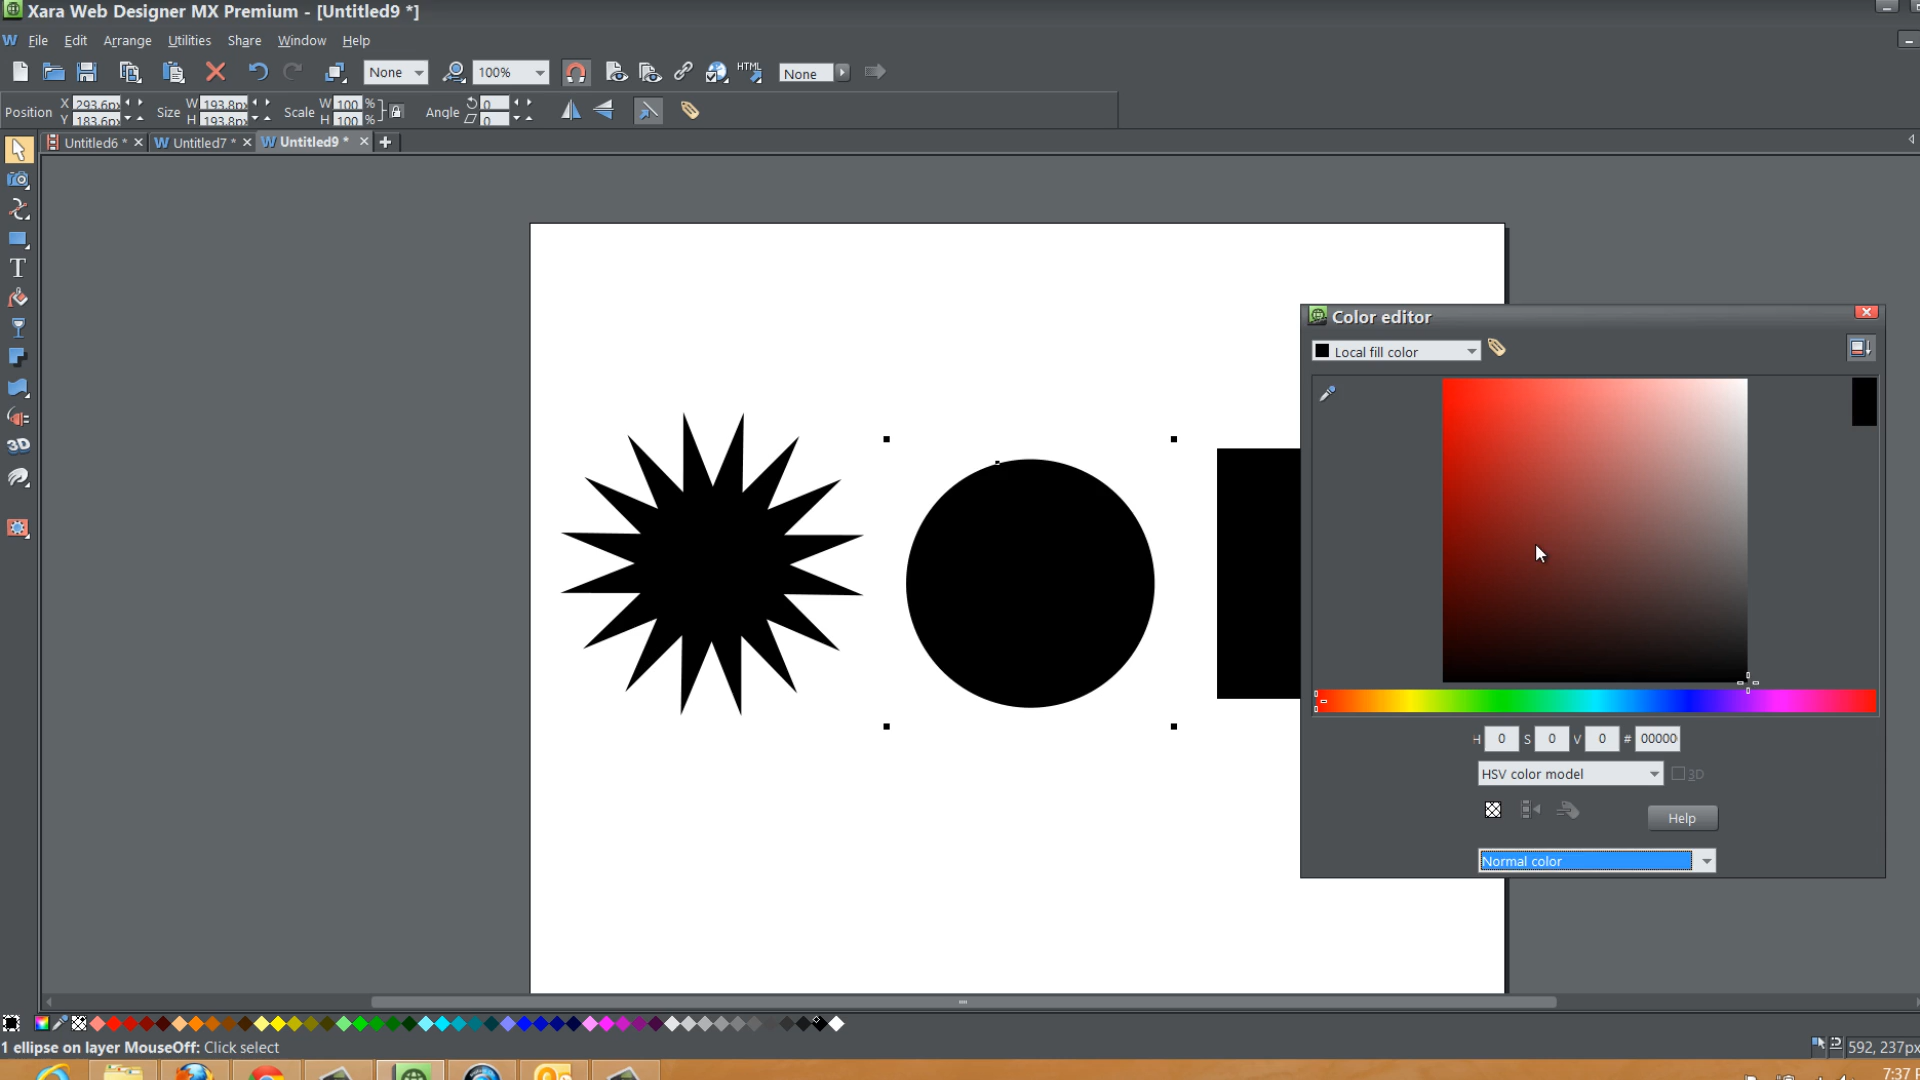 Xara Web Designer MX Premium - [Untitled9 *]
W File Edit Arrange Utilities Share Window Help
None 100% HTML None
Position X 293.6px Size W 193.8px Scale W 100 % Angle 0
Y 183.6px H 193.8px H 100 % 0
Untitled6 * W Untitled7 * W Untitled9 *
T
3D
Color editor
Local fill color
H 0 S 0 V 0 # 00000
HSV color model 3D
Help
Normal color
1 ellipse on layer MouseOff: Click select 592, 237px
7:37